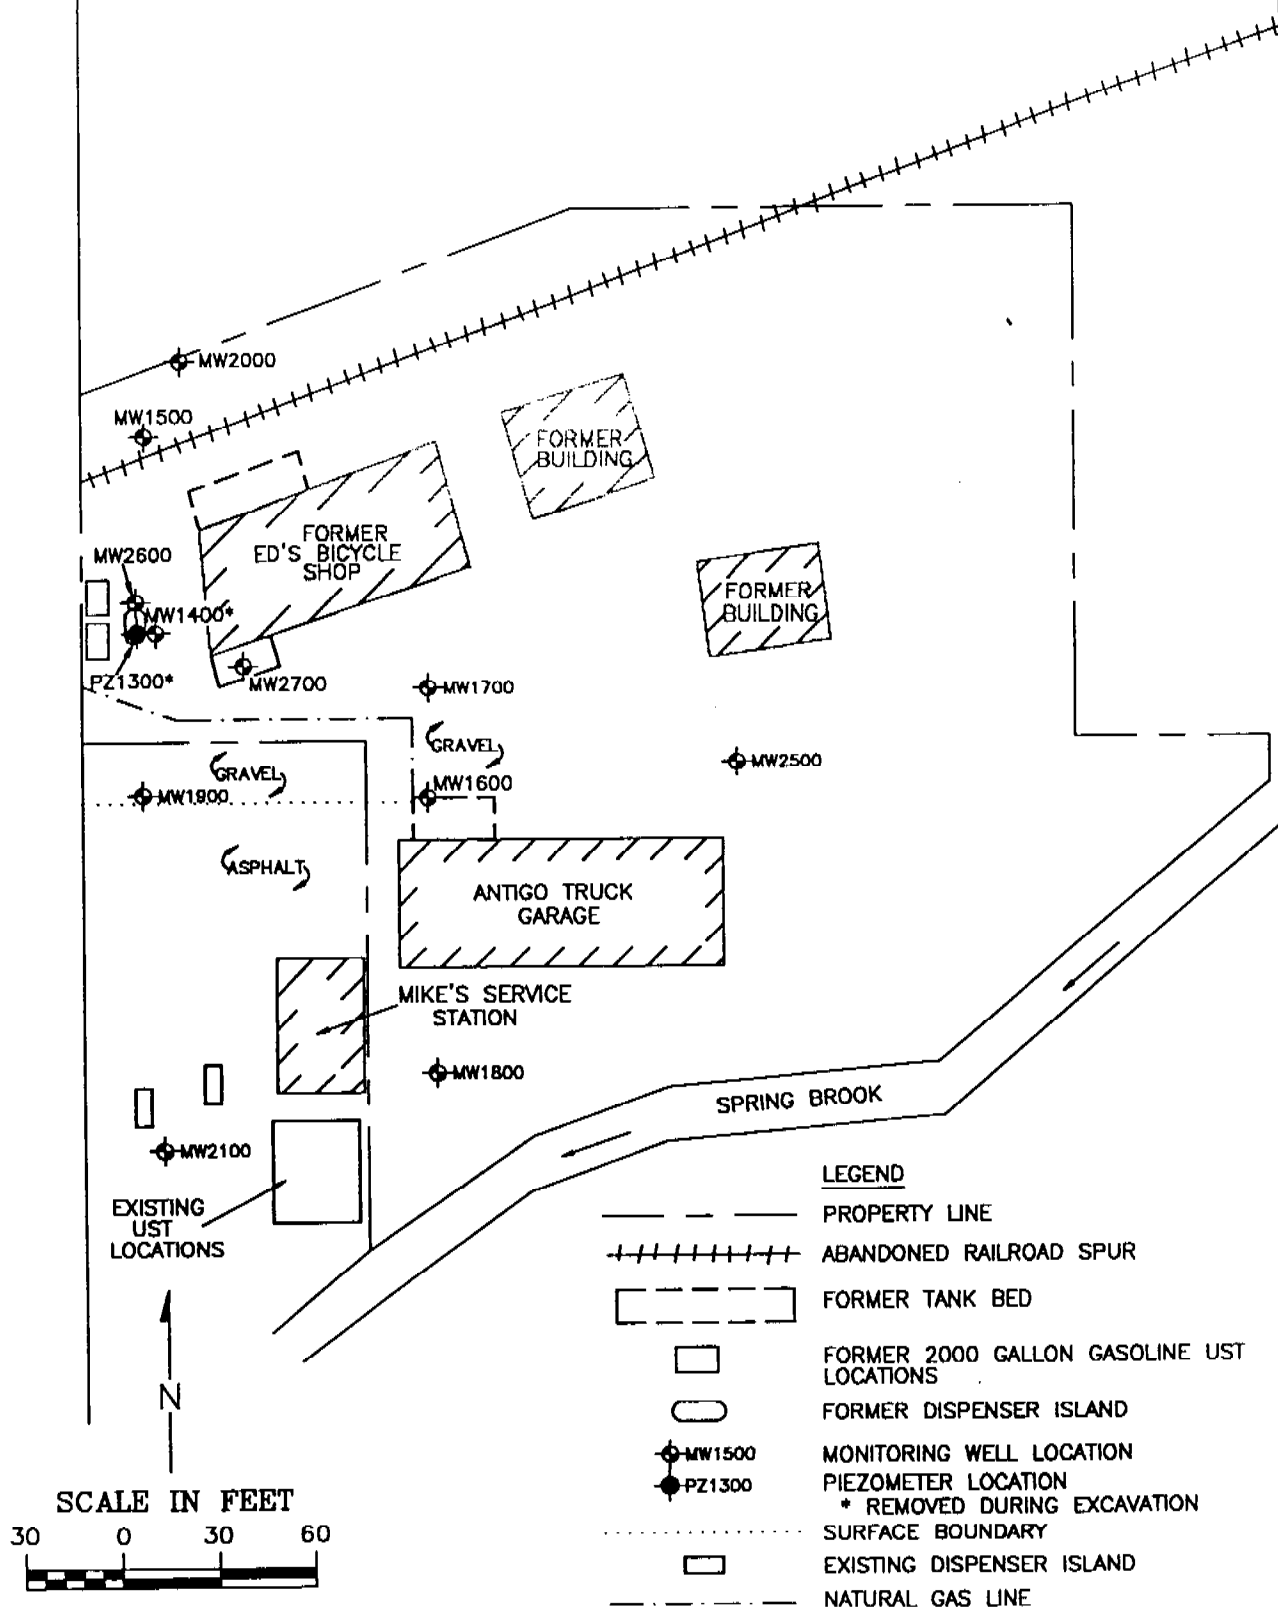 MW2000
MW1500
FORMER
BUILDING
FORMER
ED'S BICYCLE
SHOP
MW2600
FORMER
BUILDING
MW1400*
PZ1300*
MW2700
MW1700
GRAVEL
MW2500
GRAVEL
MW1600
MW1900
ASPHALT
ANTIGO TRUCK
GARAGE
MIKE'S SERVICE
STATION
MW1800
SPRING BROOK
MW2100
EXISTING
UST
LOCATIONS
N
SCALE IN FEET
30 0 30 60
LEGEND
PROPERTY LINE
ABANDONED RAILROAD SPUR
FORMER TANK BED
FORMER 2000 GALLON GASOLINE UST
LOCATIONS
FORMER DISPENSER ISLAND
MW1500 MONITORING WELL LOCATION
PZ1300 PIEZOMETER LOCATION
* REMOVED DURING EXCAVATION
SURFACE BOUNDARY
EXISTING DISPENSER ISLAND
NATURAL GAS LINE